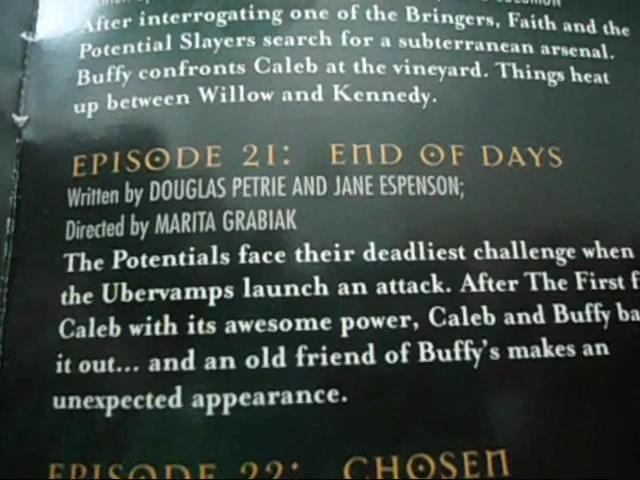 After interrogating one of the Bringers, Faith and the
Potential Slayers search for a subterranean arsenal.
Buffy confronts Caleb at the vineyard. Things heat
up between Willow and Kennedy.
EPISODE 21: END OF DAYS
Written by DOUGLAS PETRIE AND JANE ESPENSON;
Directed by MARITA GRABIAK
The Potentials face their deadliest challenge when
the Ubervamps launch an attack. After The First f
Caleb with its awesome power, Caleb and Buffy ba
it out... and an old friend of Buffy's makes an
unexpected appearance.
EPISODE 22: CHOSEN